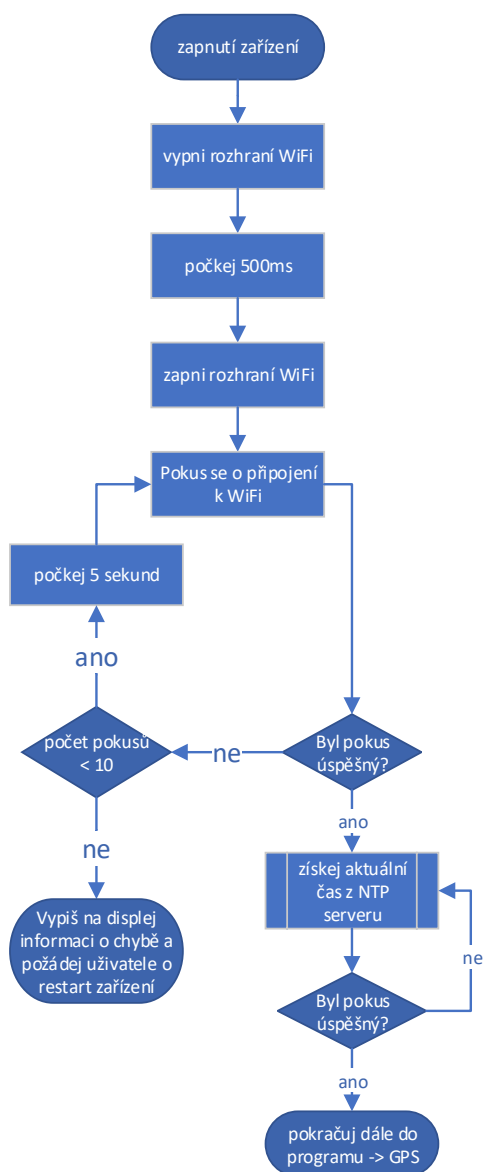 zapnutí zařízení
vypni rozhraní WiFi
počkej 500ms
zapni rozhraní WiFi
Pokus se o připojení
k WiFi
počkej 5 sekund
ano
počet pokusů
< 10
ne
Byl pokus
úspěšný?
ne
ano
Vypiš na displej
informaci o chybě a
požádej uživatele o
restart zařízení
získej aktuální
čas z NTP
serveru
ne
Byl pokus
úspěšný?
ano
pokračuj dále do
programu -> GPS